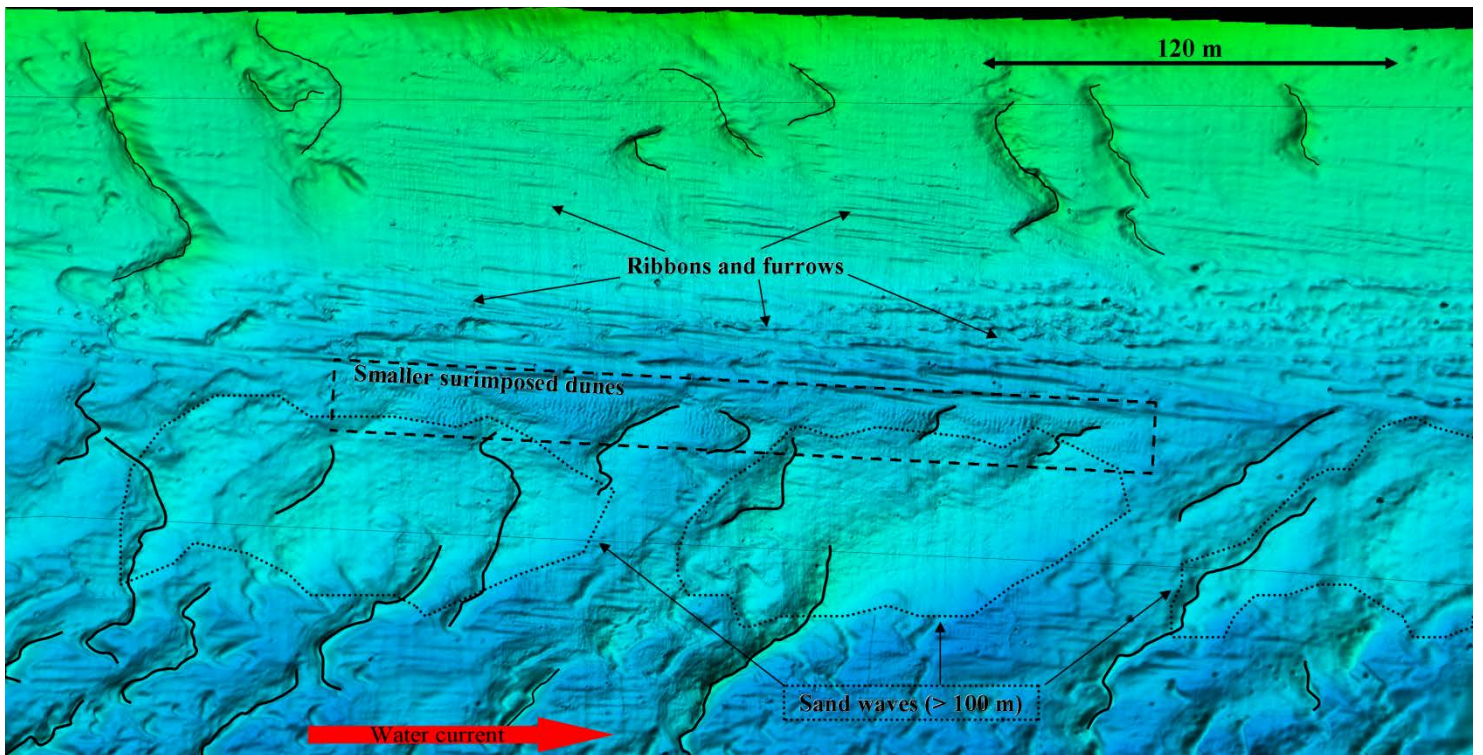 120 m
Ribbons and furrows
Smaller surimposed dunes
Sand waves (> 100 m)
Water current